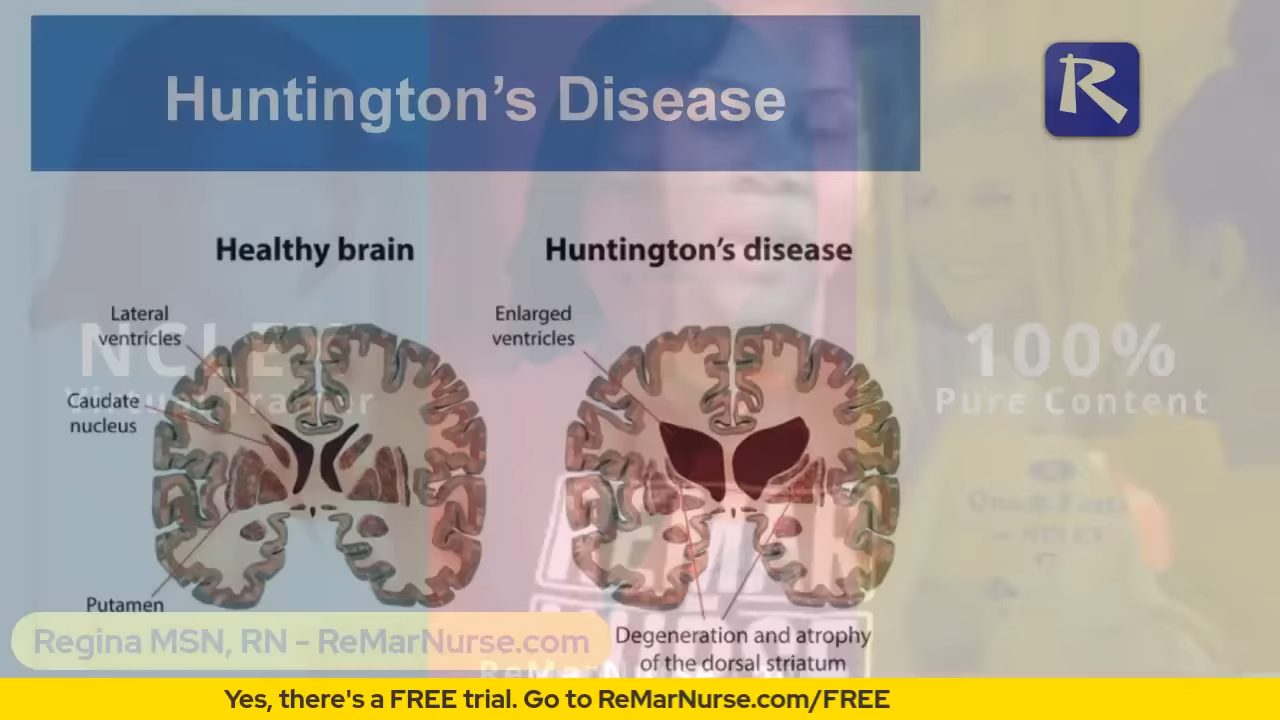 Huntington's Disease
R
Healthy brain
Huntington's disease
Lateral
ventricles
Enlarged
ventricles
Caudate
nucleus
100%
Pure Content
Putamen
Regina MSN, RN - ReMarNurse.com
Degeneration and atrophy
of the dorsal striatum
Yes, there's a FREE trial. Go to ReMarNurse.com/FREE